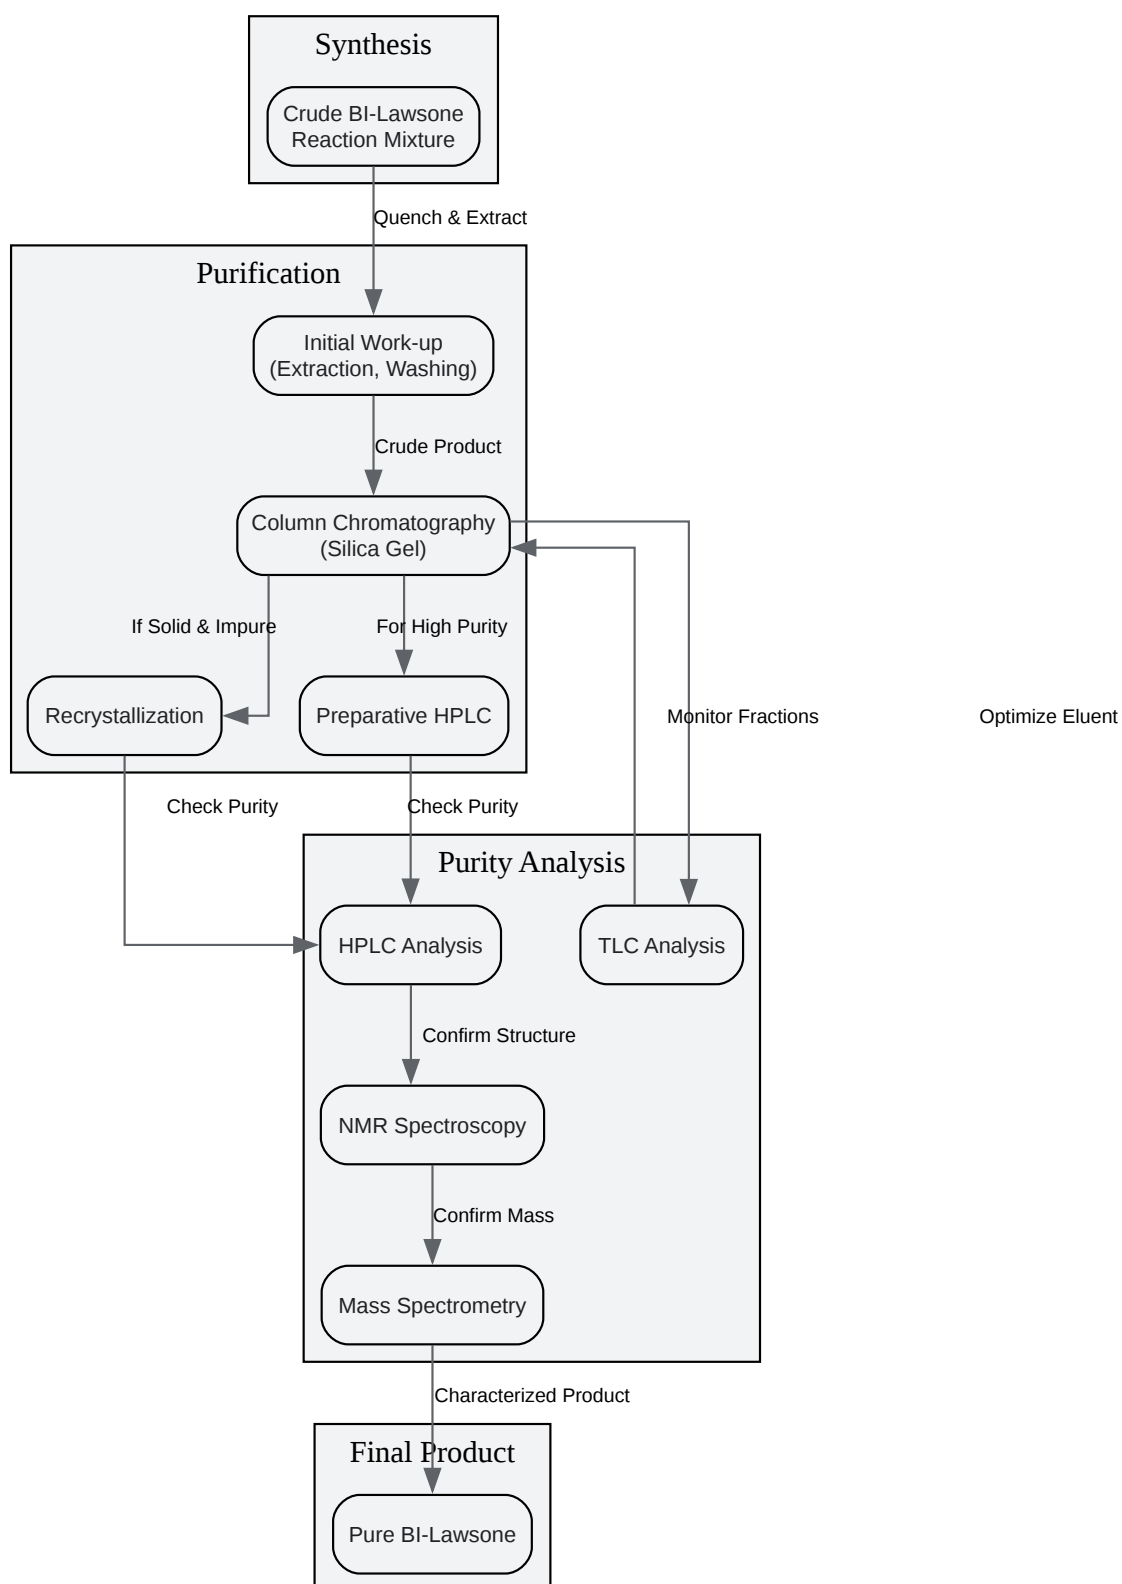 Synthesis
Crude BI-Lawsone
Reaction Mixture
Quench & Extract
Purification
Initial Work-up
(Extraction, Washing)
Crude Product
Column Chromatography
(Silica Gel)
If Solid & Impure
For High Purity
Recrystallization
Preparative HPLC
Monitor Fractions
Optimize Eluent
Check Purity
Check Purity
Purity Analysis
HPLC Analysis
TLC Analysis
Confirm Structure
NMR Spectroscopy
Confirm Mass
Mass Spectrometry
Characterized Product
Final Product
Pure BI-Lawsone